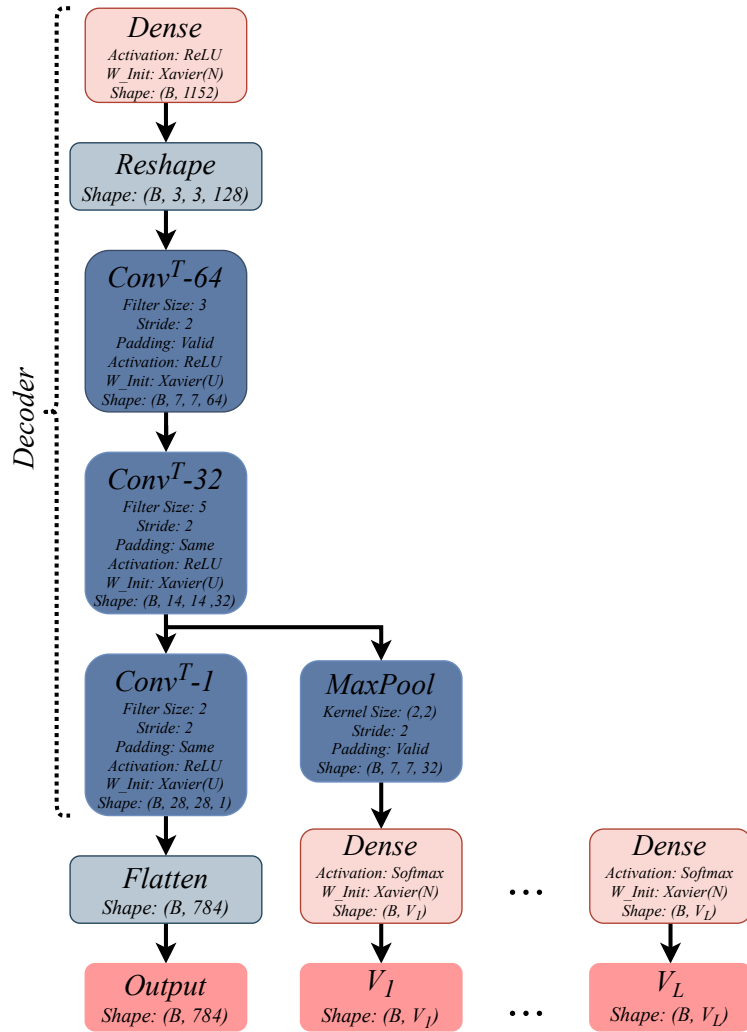 Dense
Activation: ReLU
W_Init: Xavier(N)
Shape: (B, 1152)
Reshape
Shape: (B, 3, 3, 128)
Conv^T-64
Filter Size: 3
Stride: 2
Padding: Valid
Activation: ReLU
W_Init: Xavier(U)
Shape: (B, 7, 7, 64)
Decoder
Conv^T-32
Filter Size: 5
Stride: 2
Padding: Same
Activation: ReLU
W_Init: Xavier(U)
Shape: (B, 14, 14 ,32)
Conv^T-1
Filter Size: 2
Stride: 2
Padding: Same
Activation: ReLU
W_Init: Xavier(U)
Shape: (B, 28, 28, 1)
MaxPool
Kernel Size: (2,2)
Stride: 2
Padding: Valid
Shape: (B, 7, 7, 32)
Flatten
Shape: (B, 784)
Dense
Activation: Softmax
W_Init: Xavier(N)
Shape: (B, V_1)
...
Dense
Activation: Softmax
W_Init: Xavier(N)
Shape: (B, V_L)
Output
Shape: (B, 784)
V_1
Shape: (B, V_1)
...
V_L
Shape: (B, V_L)